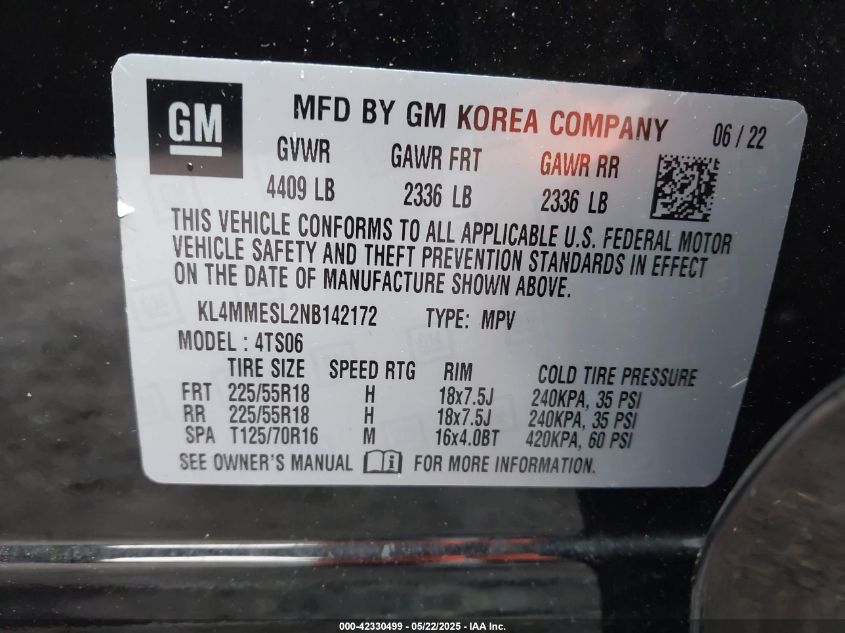 GM
MFD BY GM KOREA COMPANY 06 / 22
GVWR GAWR FRT GAWR RR
4409 LB 2336 LB 2336 LB
THIS VEHICLE CONFORMS TO ALL APPLICABLE U.S. FEDERAL MOTOR
VEHICLE SAFETY AND THEFT PREVENTION STANDARDS IN EFFECT
ON THE DATE OF MANUFACTURE SHOWN ABOVE.
KL4MMESL2NB142172 TYPE: MPV
MODEL : 4TS06
TIRE SIZE SPEED RTG RIM COLD TIRE PRESSURE
FRT 225/55R18 H 18x7.5J 240KPA, 35 PSI
RR 225/55R18 H 18x7.5J 240KPA, 35 PSI
SPA T125/70R16 M 16x4.0BT 420KPA, 60 PSI
SEE OWNER'S MANUAL i FOR MORE INFORMATION.
000-42330499 - 05/22/2025 - IAA Inc.